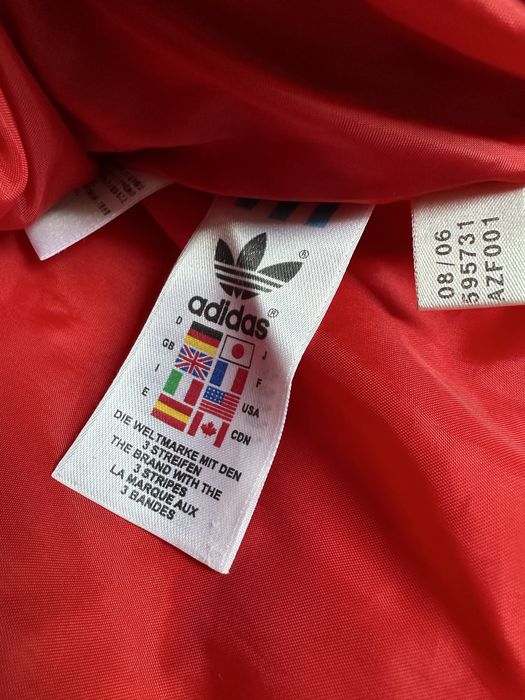 adidas®
D J
GB F
I USA
E CDN
DIE WELTMARKE MIT DEN
3 STREIFEN
THE BRAND WITH THE
3 STRIPES
LA MARQUE AUX
3 BANDES
08/06
595731
AZF001